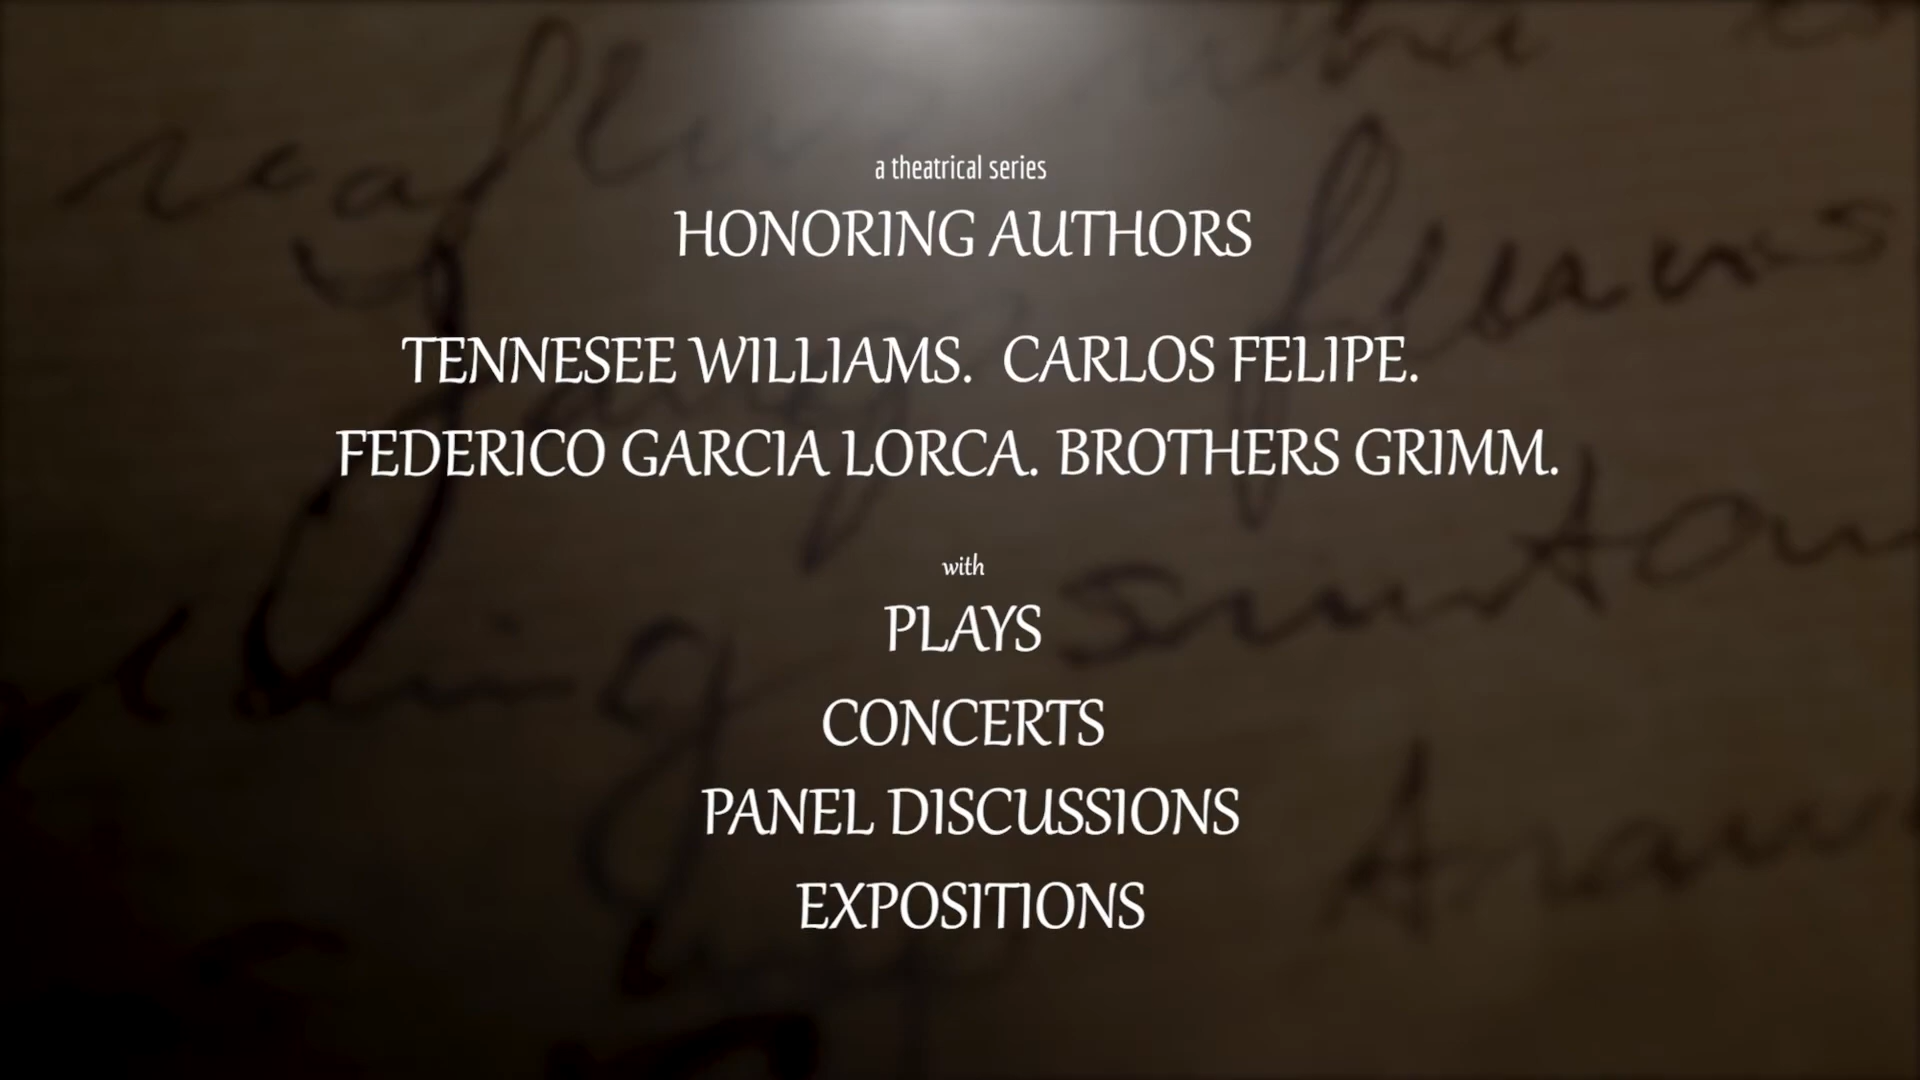 a theatrical series
HONORING AUTHORS
TENNESEE WILLIAMS. CARLOS FELIPE.
FEDERICO GARCIA LORCA. BROTHERS GRIMM.
with
PLAYS
CONCERTS
PANEL DISCUSSIONS
EXPOSITIONS